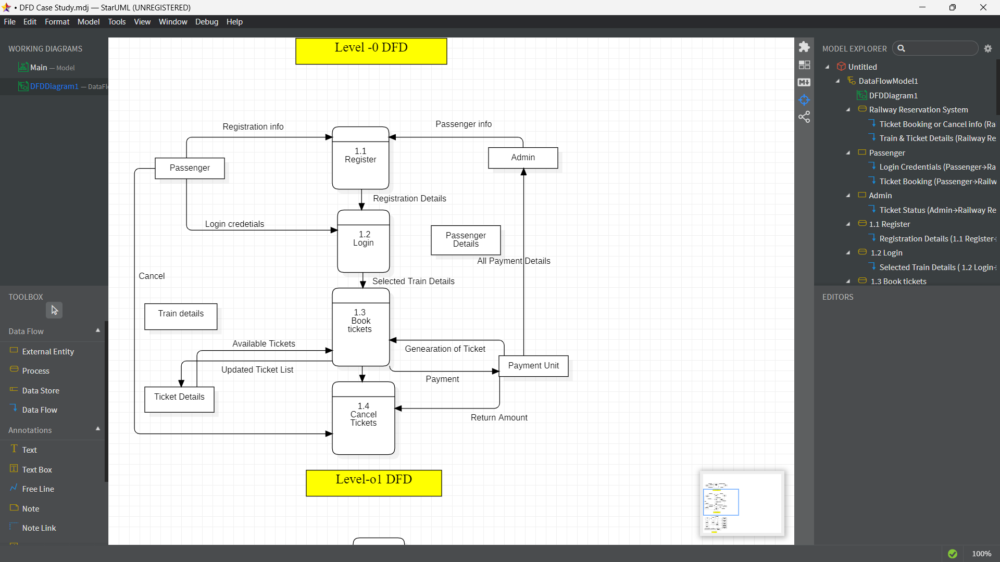 • DFD Case Study.mdj — StarUML (UNREGISTERED)
File Edit Format Model Tools View Window Debug Help
WORKING DIAGRAMS
Main — Model
DFDDiagram1 — DataFl
TOOLBOX
Data Flow
External Entity
Process
Data Store
Data Flow
Annotations
Text
Text Box
Free Line
Note
Note Link
Level -0 DFD
Registration info
Passenger info
1.1
Register
Admin
Passenger
Registration Details
Login credetials
1.2
Login
Passenger
Details
All Payment Details
Cancel
Selected Train Details
Train details
1.3
Book
tickets
Available Tickets
Genearation of Ticket
Updated Ticket List
Payment Unit
Payment
Ticket Details
1.4
Cancel
Tickets
Return Amount
Level-o1 DFD
MODEL EXPLORER
Untitled
DataFlowModel1
DFDDiagram1
Railway Reservation System
Ticket Booking or Cancel info (Ra
Train & Ticket Details (Railway Re
Passenger
Login Credentials (Passenger→Ra
Ticket Booking (Passenger→Railw
Admin
Ticket Status (Admin→Railway Re
1.1 Register
Registration Details (1.1 Register→
1.2 Login
Selected Train Details ( 1.2 Login→
1.3 Book tickets
EDITORS
100%